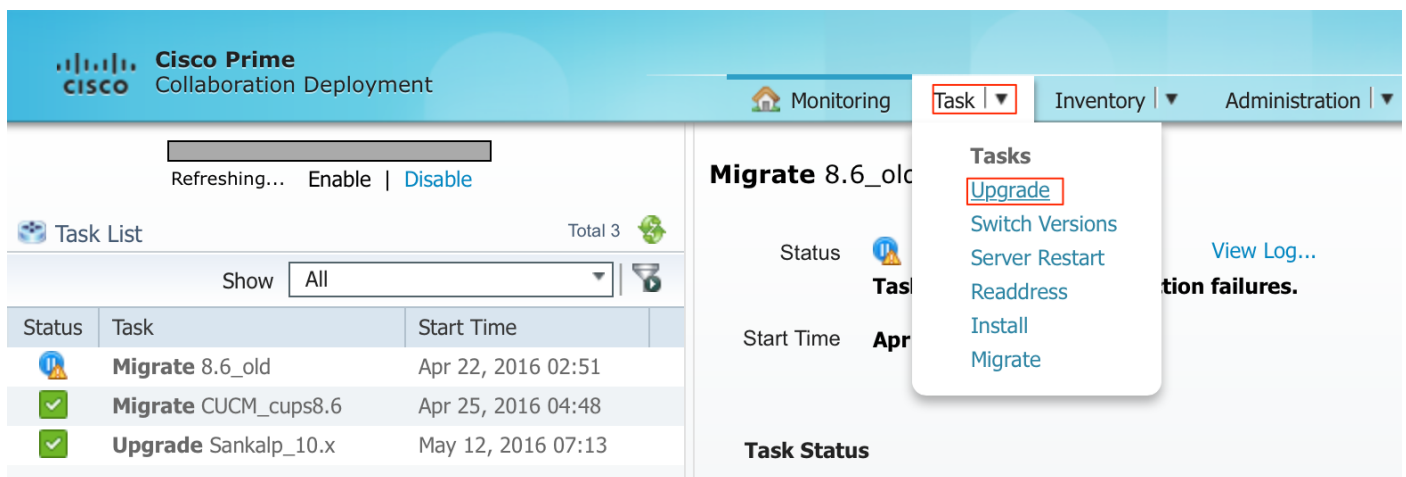 Cisco Prime
CISCO Collaboration Deployment
Monitoring Task Inventory Administration
Refreshing... Enable | Disable
Task List Total 3
Show All
Status Task Start Time
Migrate 8.6_old Apr 22, 2016 02:51
Migrate CUCM_cups8.6 Apr 25, 2016 04:48
Upgrade Sankalp_10.x May 12, 2016 07:13
Tasks
Upgrade
Switch Versions
Server Restart
Readdress
Install
Migrate
Migrate 8.6_old
Status View Log...
failures.
Start Time Apr
Task Status